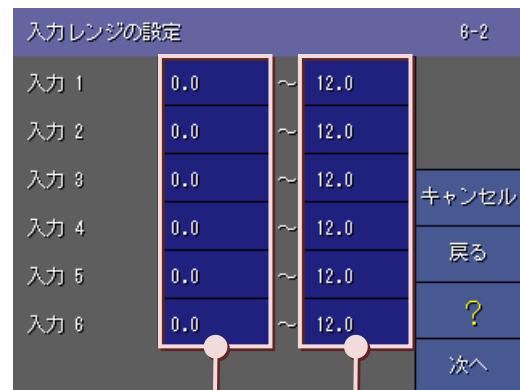 入力レンジの設定 6-2
入力 1 0.0 ～ 12.0
入力 2 0.0 ～ 12.0
入力 3 0.0 ～ 12.0
キャンセル
入力 4 0.0 ～ 12.0
戻る
入力 5 0.0 ～ 12.0
入力 6 0.0 ～ 12.0
?
次へ